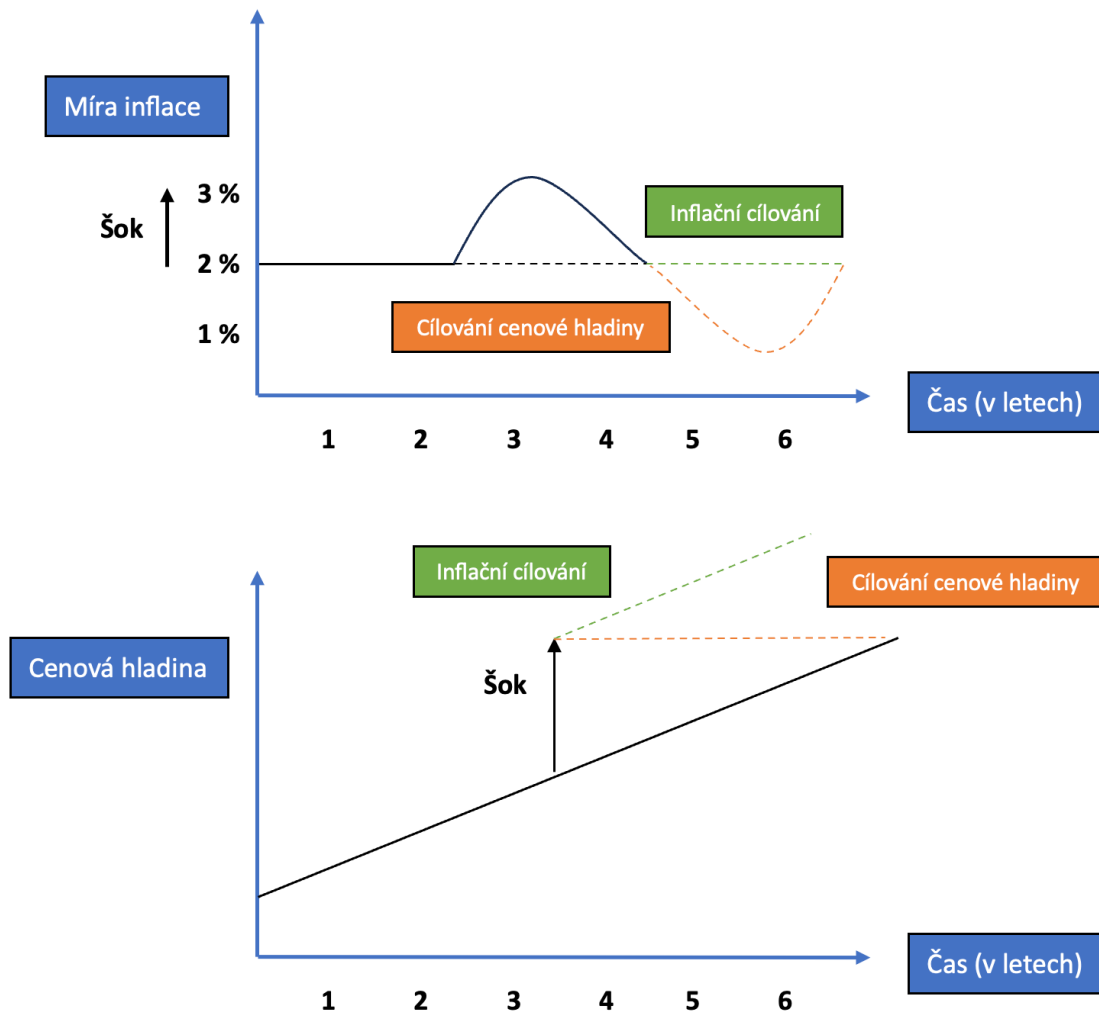 Míra inflace
3 %
Šok
2 %
1 %
Inflační cílování
Cílování cenové hladiny
Čas (v letech)
1 2 3 4 5 6
Inflační cílování
Cílování cenové hladiny
Cenová hladina
Šok
Čas (v letech)
1 2 3 4 5 6